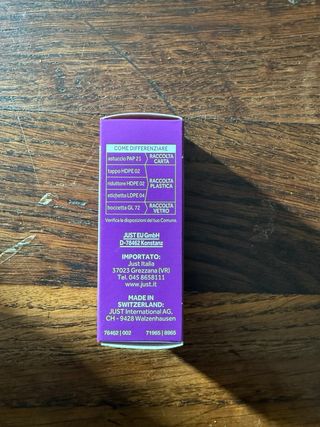 COME DIFFERENZIARE
astuccio PAP 21 RACCOLTA CARTA
tappo HDPE 02
riduttore HDPE 02 RACCOLTA PLASTICA
etichetta LDPE 04
boccetta GL 72 RACCOLTA VETRO
Verifica le disposizioni del tuo Comune.
JUST EU GmbH
D-78462 Konstanz
IMPORTATO:
Just Italia
37023 Grezzana (VR)
Tel. 045 8658111
www.just.it
MADE IN
SWITZERLAND:
JUST International AG,
CH - 9428 Walzenhausen
76462 | 002 71965 | 8965